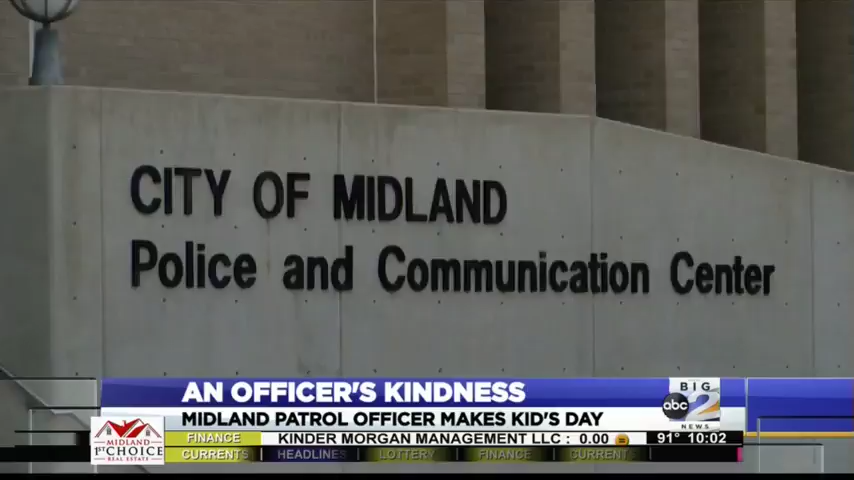 CITY OF MIDLAND
Police and Communication Center
AN OFFICER'S KINDNESS
MIDLAND PATROL OFFICER MAKES KID'S DAY
BIG
abc 2
NEWS
MIDLAND
1ST CHOICE
REAL ESTATE
FINANCE
KINDER MORGAN MANAGEMENT LLC : 0.00
91° 10:02
CURRENTS HEADLINES LOTTERY FINANCE CURRENTS